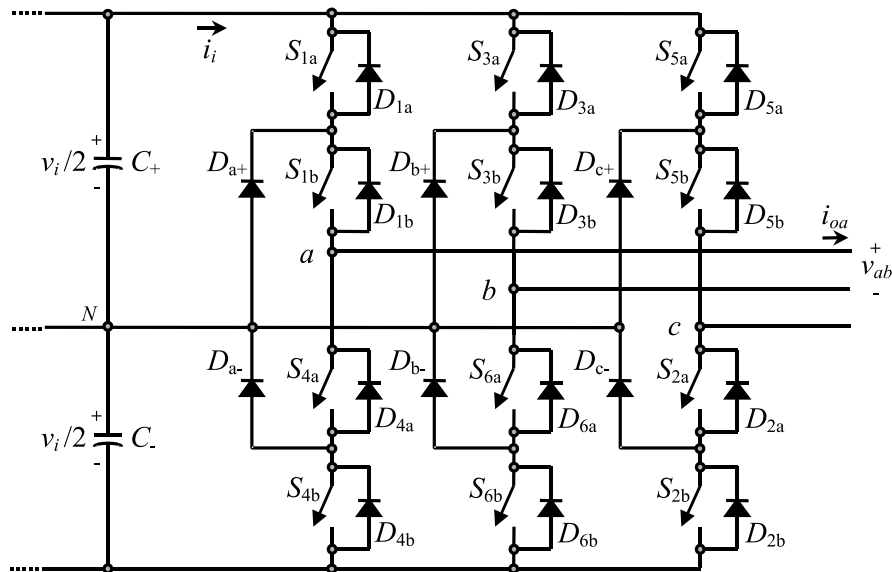 i_i
S_1a
S_3a
S_5a
D_1a
D_3a
D_5a
+
v_i/2
C_+
-
D_a+
S_1b
D_b+
S_3b
D_c+
S_5b
D_1b
D_3b
D_5b
i_oa
a
+
v_ab
b
-
N
c
D_a-
S_4a
D_b-
S_6a
D_c-
S_2a
D_4a
D_6a
D_2a
+
v_i/2
C_-
-
S_4b
S_6b
S_2b
D_4b
D_6b
D_2b